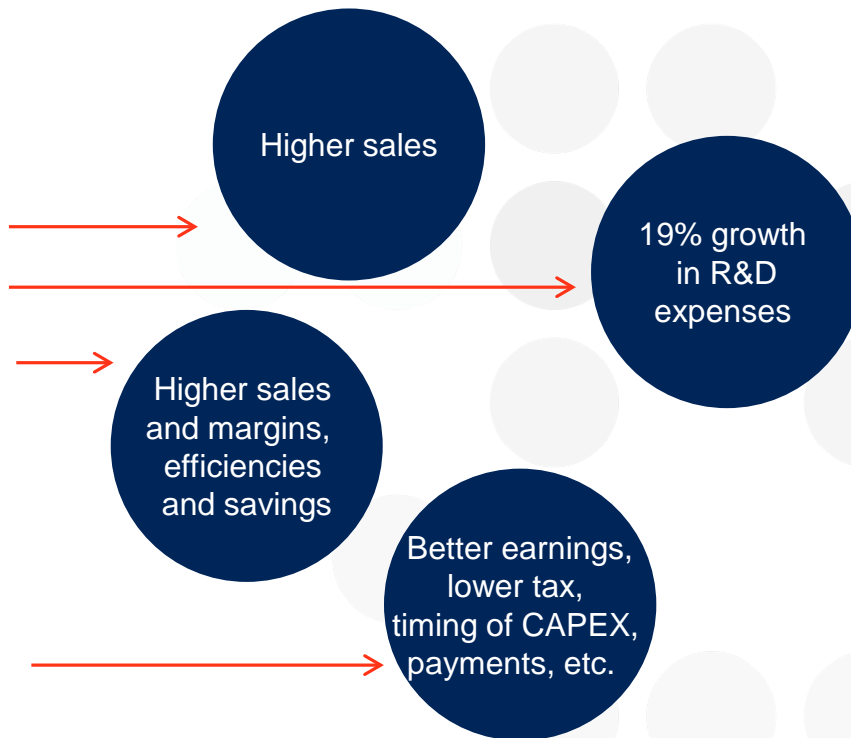 Higher sales
19% growth
in R&D
expenses
Higher sales
and margins,
efficiencies
and savings
Better earnings,
lower tax,
timing of CAPEX,
payments, etc.